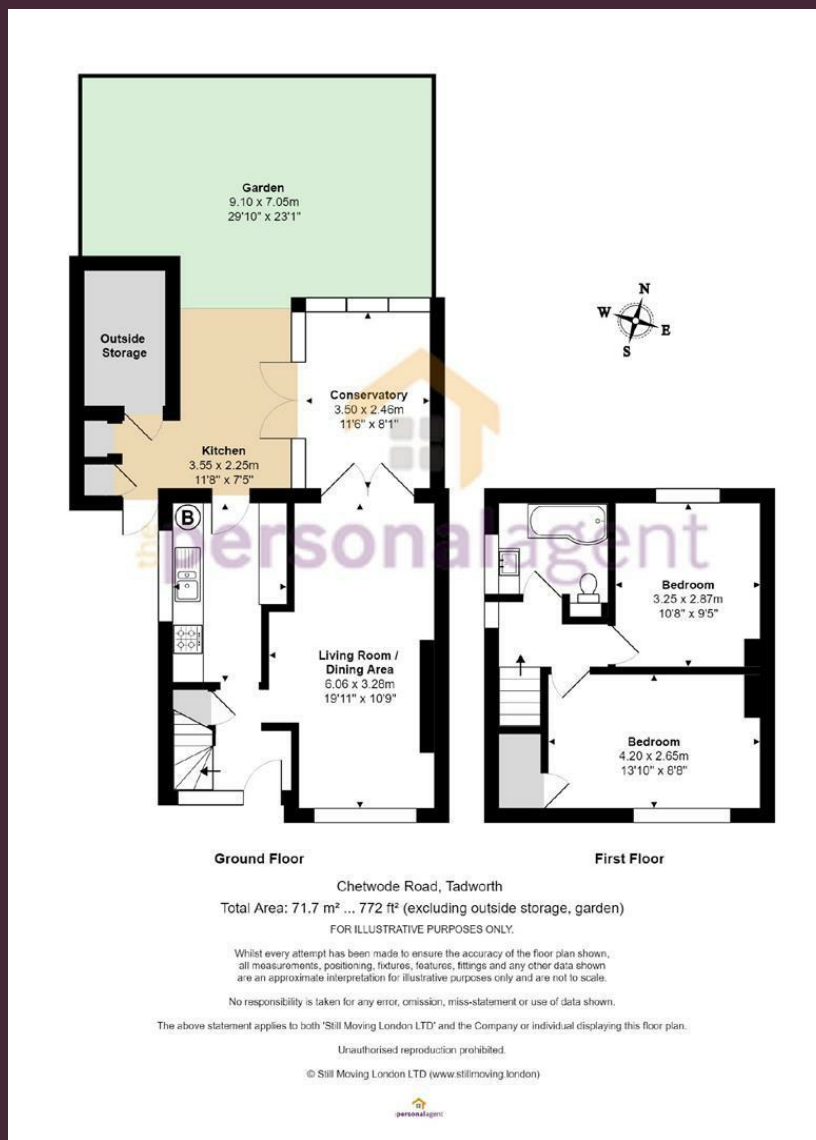 Garden
9.10 x 7.05m
29'10" x 23'1"
N
W
E
S
Outside
Storage
Conservatory
3.50 x 2.46m
11'6" x 8'1"
Kitchen
3.55 x 2.25m
11'8" x 7'5"
B
the personalagent
Bedroom
3.25 x 2.87m
10'8" x 9'5"
Living Room /
Dining Area
6.06 x 3.28m
19'11" x 10'9"
Bedroom
4.20 x 2.65m
13'10" x 8'8"
Ground Floor
First Floor
Chetwode Road, Tadworth
Total Area: 71.7 m² ... 772 ft² (excluding outside storage, garden)
FOR ILLUSTRATIVE PURPOSES ONLY.
Whilst every attempt has been made to ensure the accuracy of the floor plan shown,
all measurements, positioning, fixtures, features, fittings and any other data shown
are an approximate interpretation for illustrative purposes only and are not to scale.
No responsibility is taken for any error, omission, miss-statement or use of data shown.
The above statement applies to both 'Still Moving London LTD' and the Company or individual displaying this floor plan.
Unauthorised reproduction prohibited.
© Still Moving London LTD (www.stillmoving.london)
personalagent